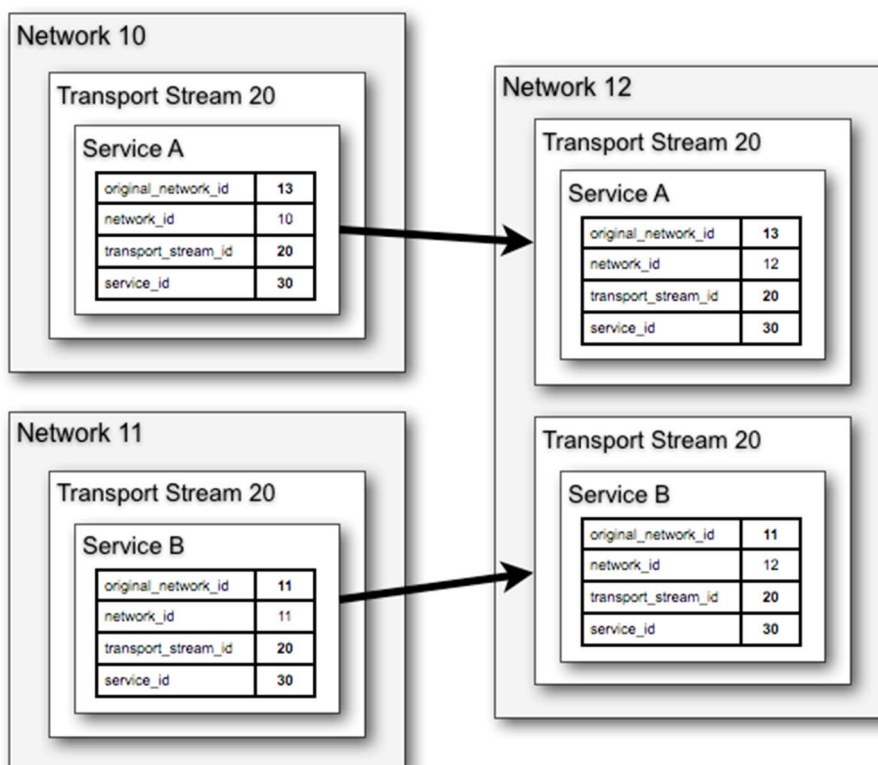 Network 10
Transport Stream 20
Service A
original_network_id 13
network_id 10
transport_stream_id 20
service_id 30
Network 11
Transport Stream 20
Service B
original_network_id 11
network_id 11
transport_stream_id 20
service_id 30
Network 12
Transport Stream 20
Service A
original_network_id 13
network_id 12
transport_stream_id 20
service_id 30
Transport Stream 20
Service B
original_network_id 11
network_id 12
transport_stream_id 20
service_id 30